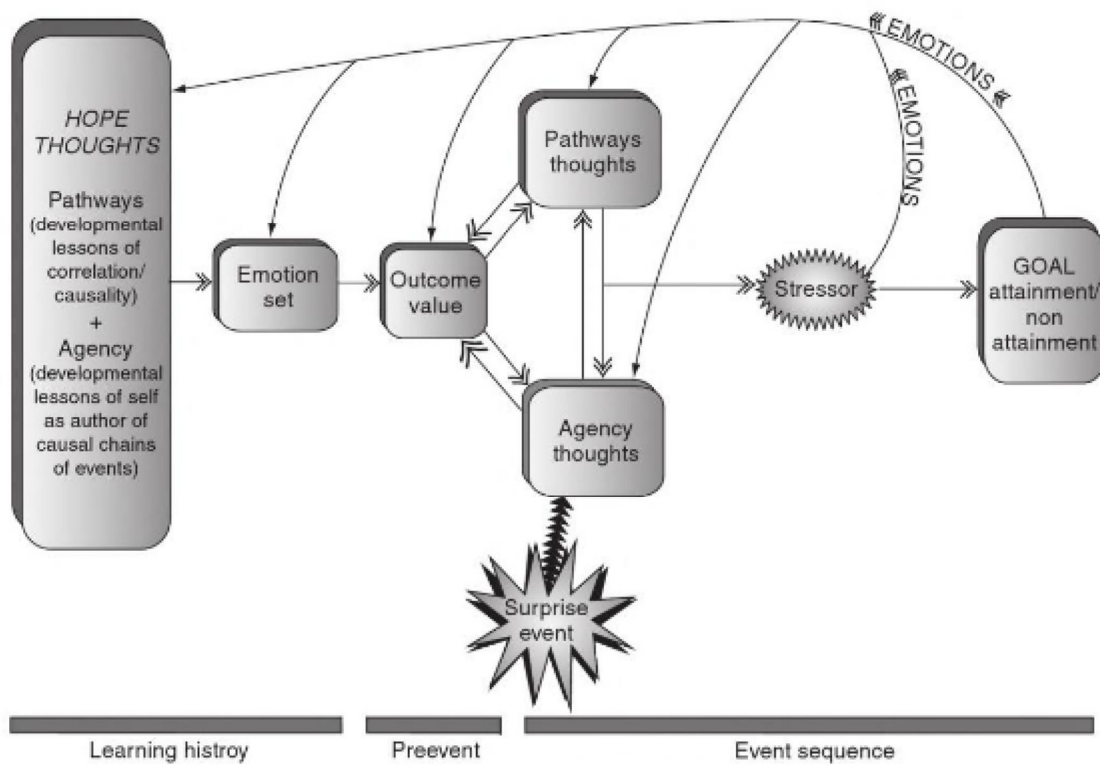 HOPE
THOUGHTS
Pathways
(developmental
lessons of
correlation/
causality)
+
Agency
(developmental
lessons of self
as author of
causal chains
of events)
Emotion
set
Outcome
value
Pathways
thoughts
Agency
thoughts
Surprise
event
Stressor
EMOTIONS
EMOTIONS
GOAL
attainment/
non
attainment
Learning histroy
Preevent
Event sequence